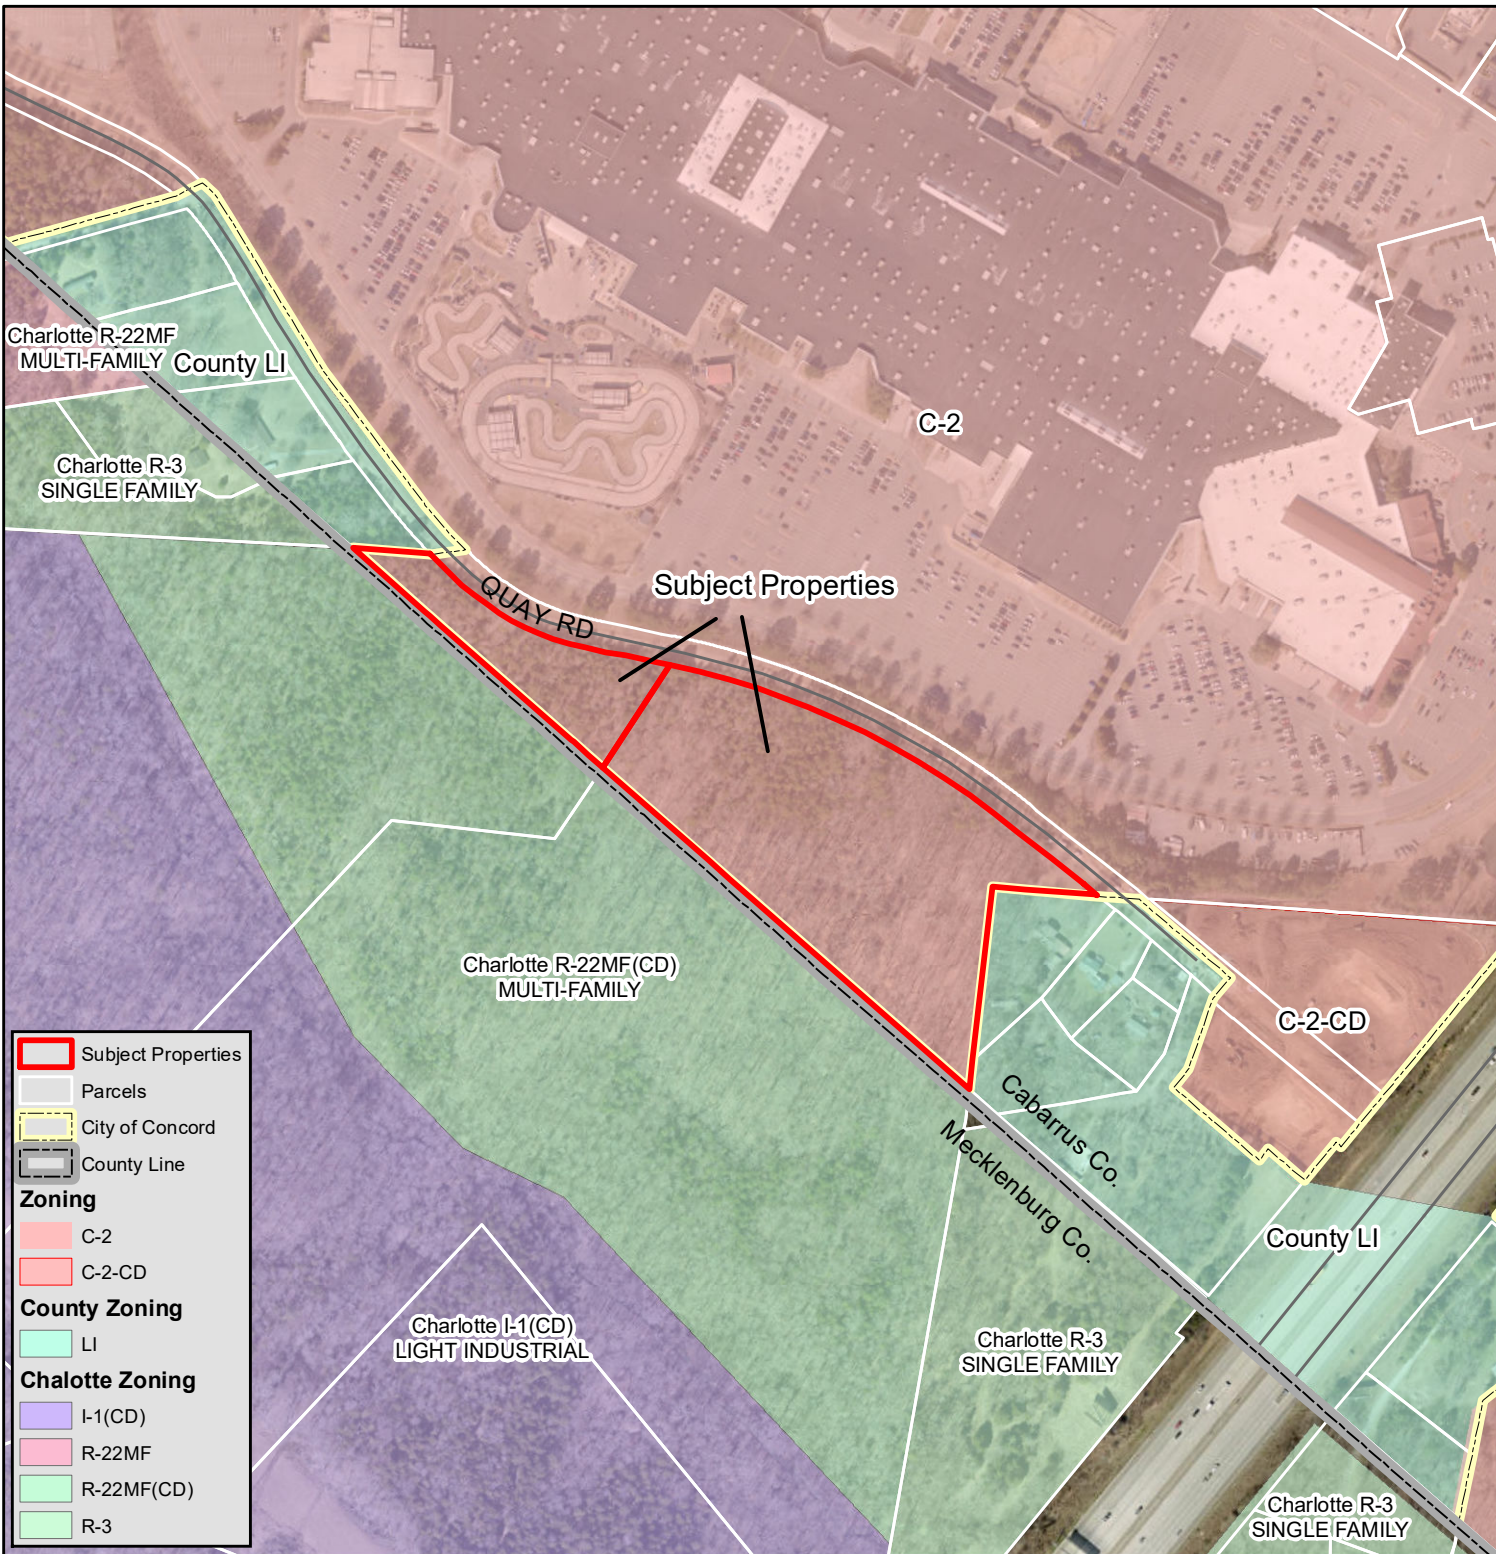 Charlotte R-22MF
MULTI-FAMILY
County LI
C-2
Charlotte R-3
SINGLE FAMILY
Subject Properties
QUAY RD
Charlotte R-22MF(CD)
MULTI-FAMILY
C-2-CD
Cabarrus Co.
Mecklenburg Co.
County LI
Charlotte I-1(CD)
LIGHT INDUSTRIAL
Charlotte R-3
SINGLE FAMILY
Charlotte R-3
SINGLE FAMILY
Subject Properties
Parcels
City of Concord
County Line
Zoning
C-2
C-2-CD
County Zoning
LI
Chalotte Zoning
I-1(CD)
R-22MF
R-22MF(CD)
R-3